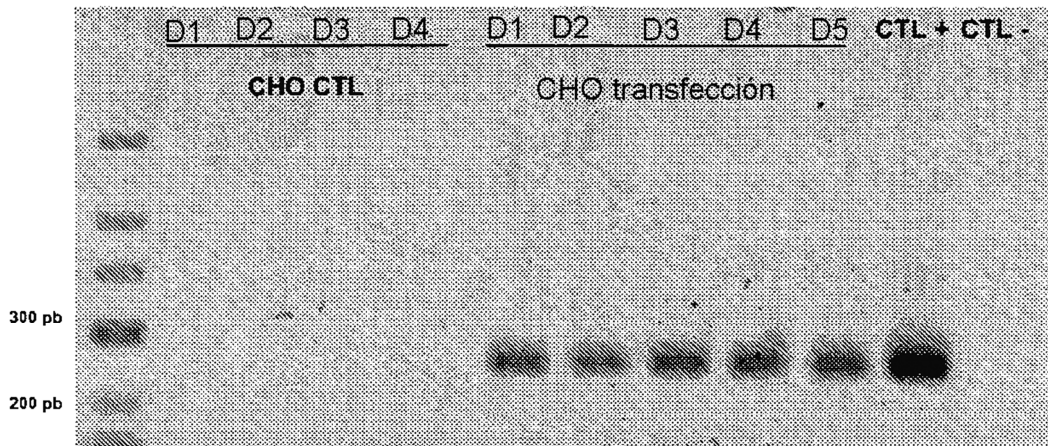 D1 D2 D3 D4 D1 D2 D3 D4 D5 CTL + CTL -
CHO CTL CHO transfección
300 pb
200 pb